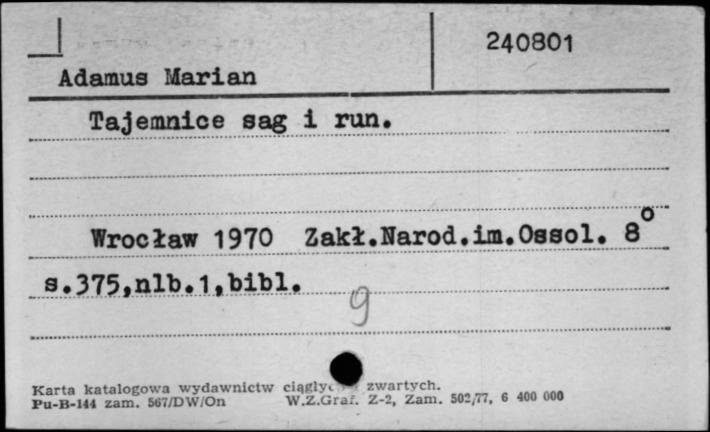 240801
Adamus Marian
Tajemnice sag i run.
Wrocław 1970 Zakł.Narod.im.Ossol. 8°
s.375,nlb.1,bibl.
9
Karta katalogowa wydawnictw zwartych.
Pu-B-144 zam. 567/DW/On W.Z.Graf. Z-2, Zam. 502/77, 6 400 000